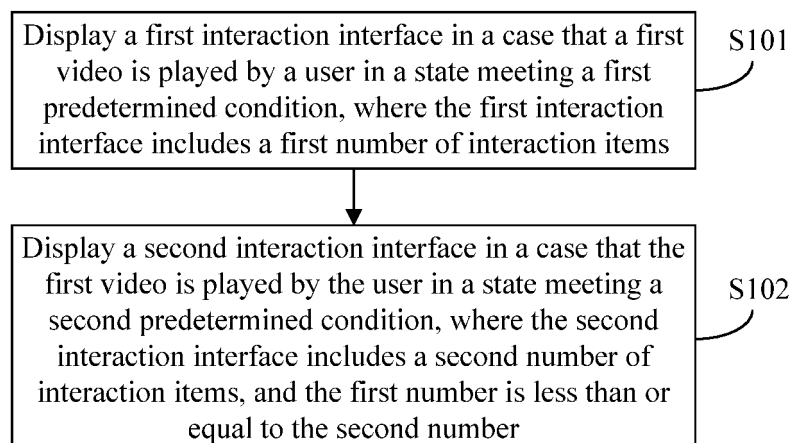 Display a first interaction interface in a case that a first
video is played by a user in a state meeting a first
predetermined condition, where the first interaction
interface includes a first number of interaction items
S101
Display a second interaction interface in a case that the
first video is played by the user in a state meeting a
second predetermined condition, where the second
interaction interface includes a second number of
interaction items, and the first number is less than or
equal to the second number
S102